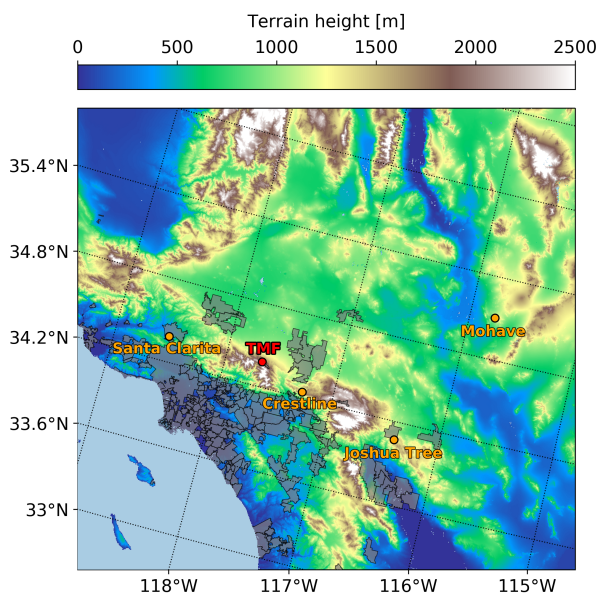 Terrain height [m]
0 500 1000 1500 2000 2500
35.4°N
34.8°N
34.2°N
33.6°N
33°N
Mohave
Santa Clarita
TMF
Crestline
Joshua Tree
118°W 117°W 116°W 115°W